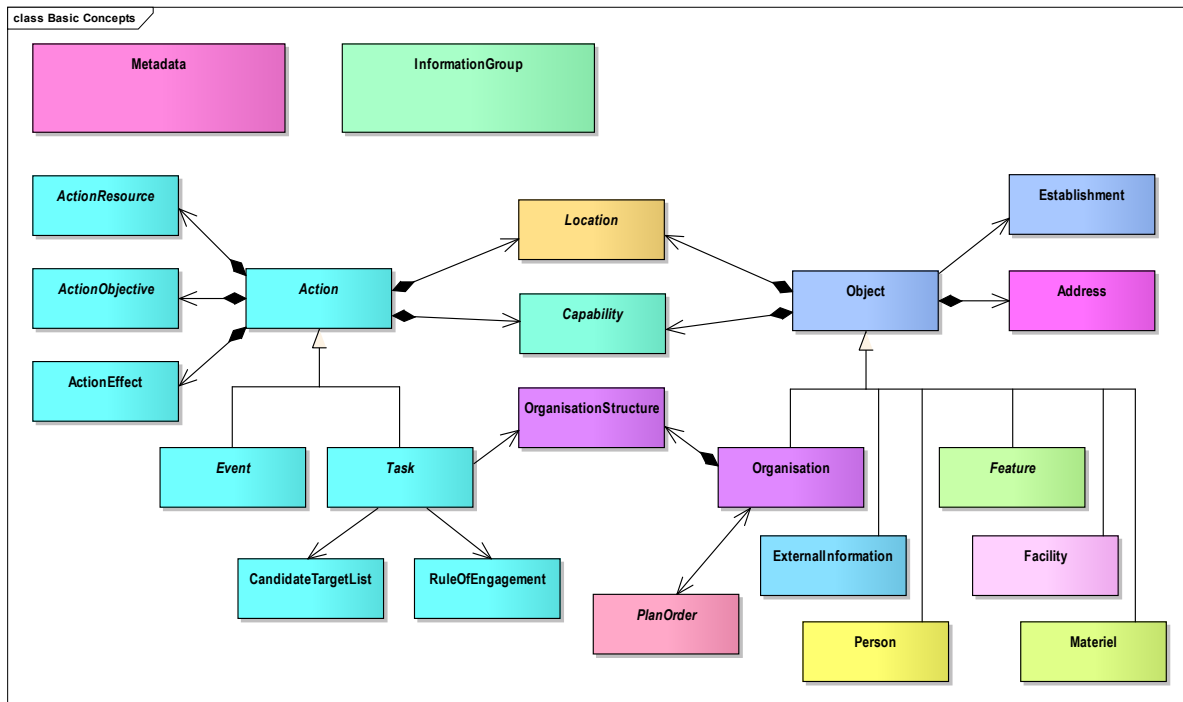 class Basic Concepts
Metadata
InformationGroup
ActionResource
Location
Establishment
ActionObjective
Action
Object
Address
Capability
ActionEffect
OrganisationStructure
Event
Task
Organisation
Feature
CandidateTargetList
RuleOfEngagement
ExternalInformation
Facility
PlanOrder
Person
Materiel